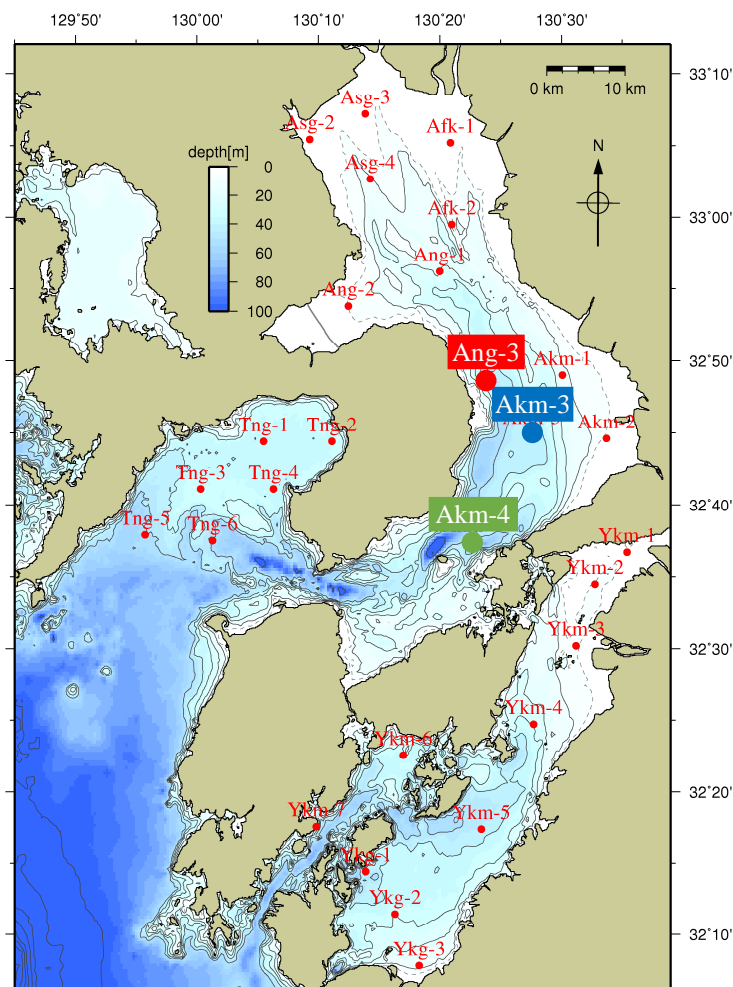 129˚50'
130˚00'
130˚10'
130˚20'
130˚30'
33˚10'
0 km
10 km
Asg-3
Asg-2
Afk-1
N
depth[m]
0
20
40
60
80
100
Asg-4
Afk-2
33˚00'
Ang-1
Ang-2
Ang-3
Akm-1
32˚50'
Akm-3
Akm-2
Tng-1
Tng-2
Tng-3
Tng-4
Akm-4
32˚40'
Tng-5
Tng-6
Ykm-1
Ykm-2
Ykm-3
32˚30'
Ykm-4
Ykm-6
32˚20'
Ykm-7
Ykm-5
Ykg-1
Ykg-2
32˚10'
Ykg-3